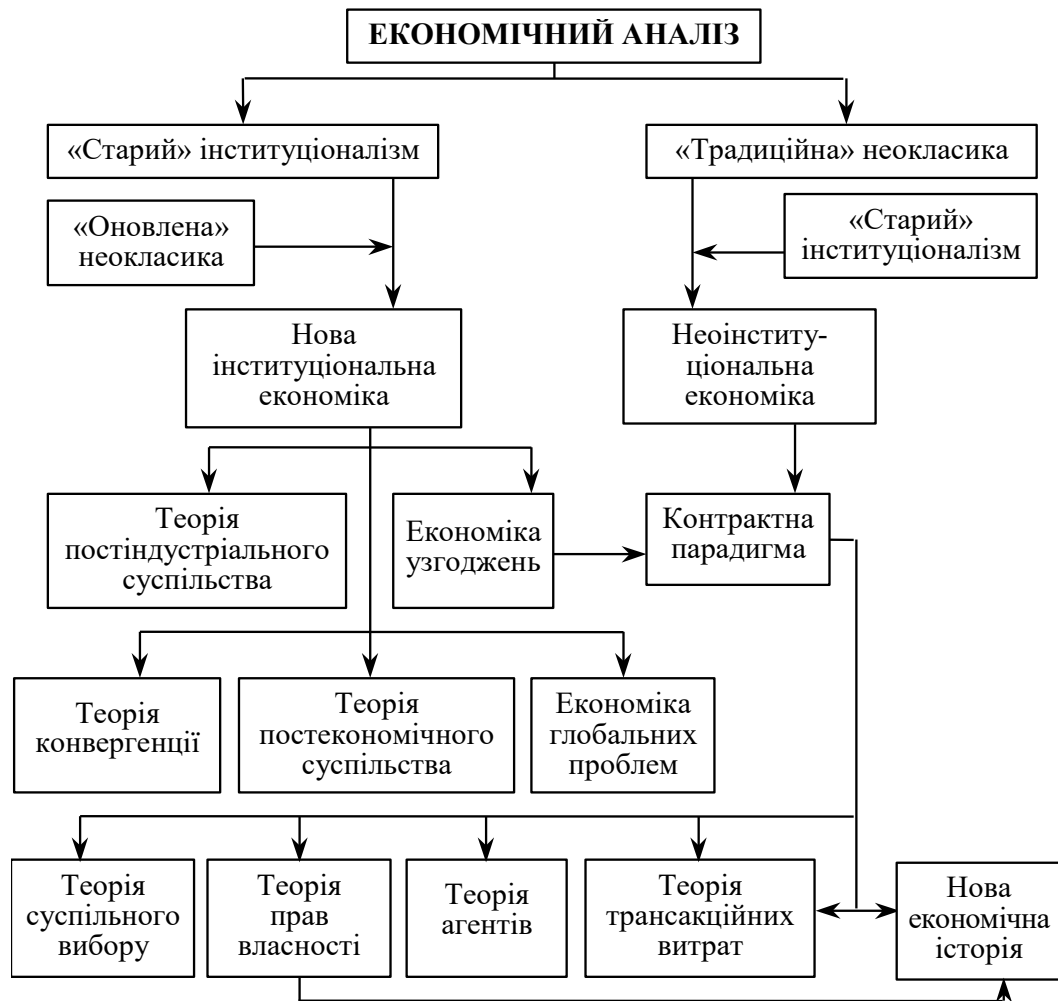 ЕКОНОМІЧНИЙ АНАЛІЗ
«Старий» інституціоналізм
«Традиційна» неокласика
«Оновлена»
неокласика
«Старий»
інституціоналізм
Нова
інституціональна
економіка
Неоінститу-
ціональна
економіка
Теорія
постіндустріального
суспільства
Економіка
узгоджень
Контрактна
парадигма
Теорія
конвергенції
Теорія
постекономічного
суспільства
Економіка
глобальних
проблем
Теорія
суспільного
вибору
Теорія
прав
власності
Теорія
агентів
Теорія
трансакційних
витрат
Нова
економічна
історія